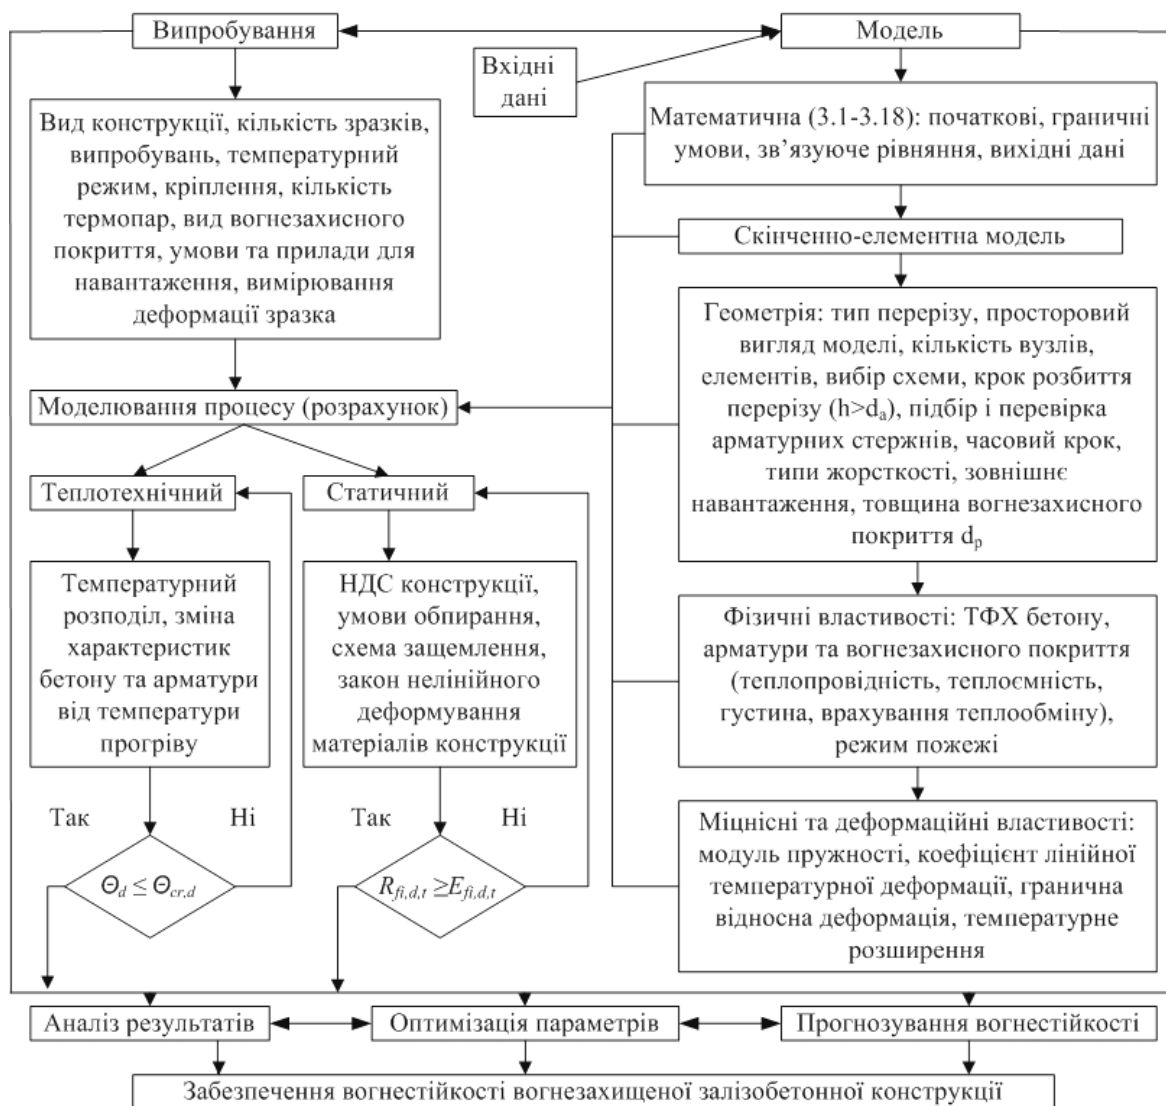 Випробування
Модель
Вхідні
дані
Вид конструкції, кількість зразків,
випробувань, температурний
режим, кріплення, кількість
термопар, вид вогнезахисного
покриття, умови та прилади для
навантаження, вимірювання
деформації зразка
Математична (3.1-3.18): початкові, граничні
умови, зв’язуюче рівняння, вихідні дані
Скінченно-елементна модель
Геометрія: тип перерізу, просторовий
вигляд моделі, кількість вузлів,
елементів, вибір схеми, крок розбиття
перерізу (h>dₐ), підбір і перевірка
арматурних стержнів, часовий крок,
типи жорсткості, зовнішнє
навантаження, товщина вогнезахисного
покриття dₚ
Моделювання процесу (розрахунок)
Теплотехнічний
Статичний
Температурний
розподіл, зміна
характеристик
бетону та арматури
від температури
прогріву
НДС конструкції,
умови обпирання,
схема защемлення,
закон нелінійного
деформування
матеріалів конструкції
Фізичні властивості: ТФХ бетону,
арматури та вогнезахисного покриття
(теплопровідність, теплоємність,
густина, врахування теплообміну),
режим пожежі
Так
Ні
Так
Ні
Θd ≤ Θcr,d
Rfi,d,t ≥Efi,d,t
Міцнісні та деформаційні властивості:
модуль пружності, коефіцієнт лінійної
температурної деформації, гранична
відносна деформація, температурне
розширення
Аналіз результатів
Оптимізація параметрів
Прогнозування вогнестійкості
Забезпечення вогнестійкості вогнезахищеної залізобетонної конструкції